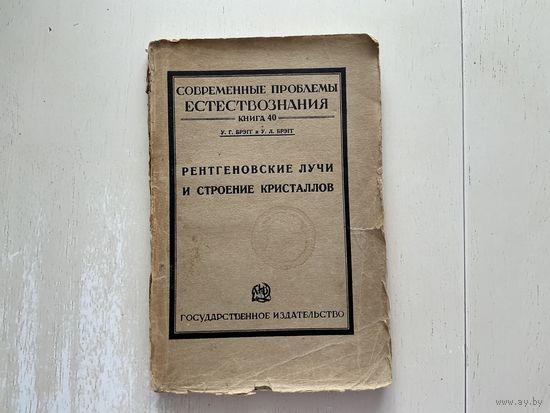 СОВРЕМЕННЫЕ ПРОБЛЕМЫ
ЕСТЕСТВОЗНАНИЯ
КНИГА 40
У. Г. БРЭГГ и У. Л. БРЭГГ
РЕНТГЕНОВСКИЕ ЛУЧИ
И СТРОЕНИЕ КРИСТАЛЛОВ
ГОСУДАРСТВЕННОЕ ИЗДАТЕЛЬСТВО
www.ay.by